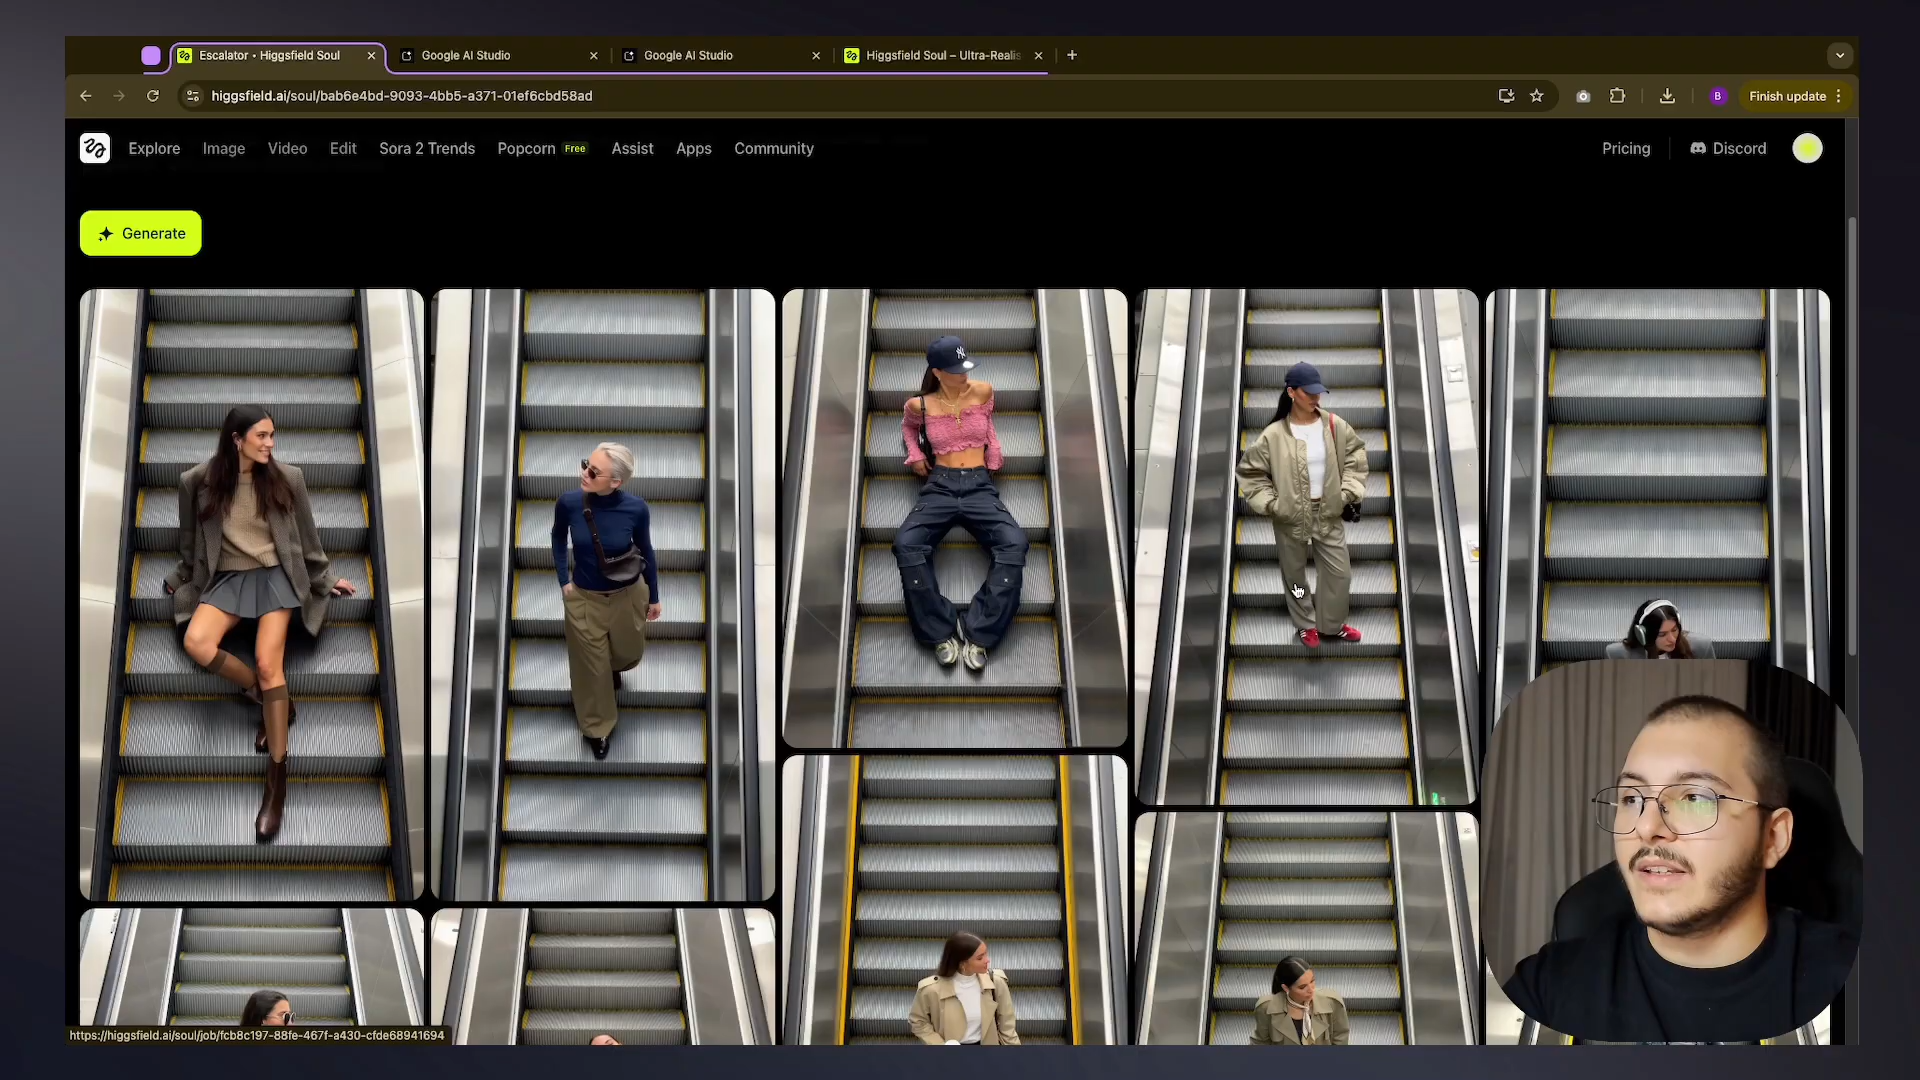 Escalator • Higgsfield Soul
Google AI Studio
Google AI Studio
Higgsfield Soul – Ultra-Realis
higgsfield.ai/soul/bab6e4bd-9093-4bb5-a371-01ef6cbd58ad
B
Finish update
Explore
Image
Video
Edit
Sora 2 Trends
Popcorn Free
Assist
Apps
Community
Pricing
Discord
Generate
https://higgsfield.ai/soul/job/fcb8c197-88fe-467f-a430-cfde68941694